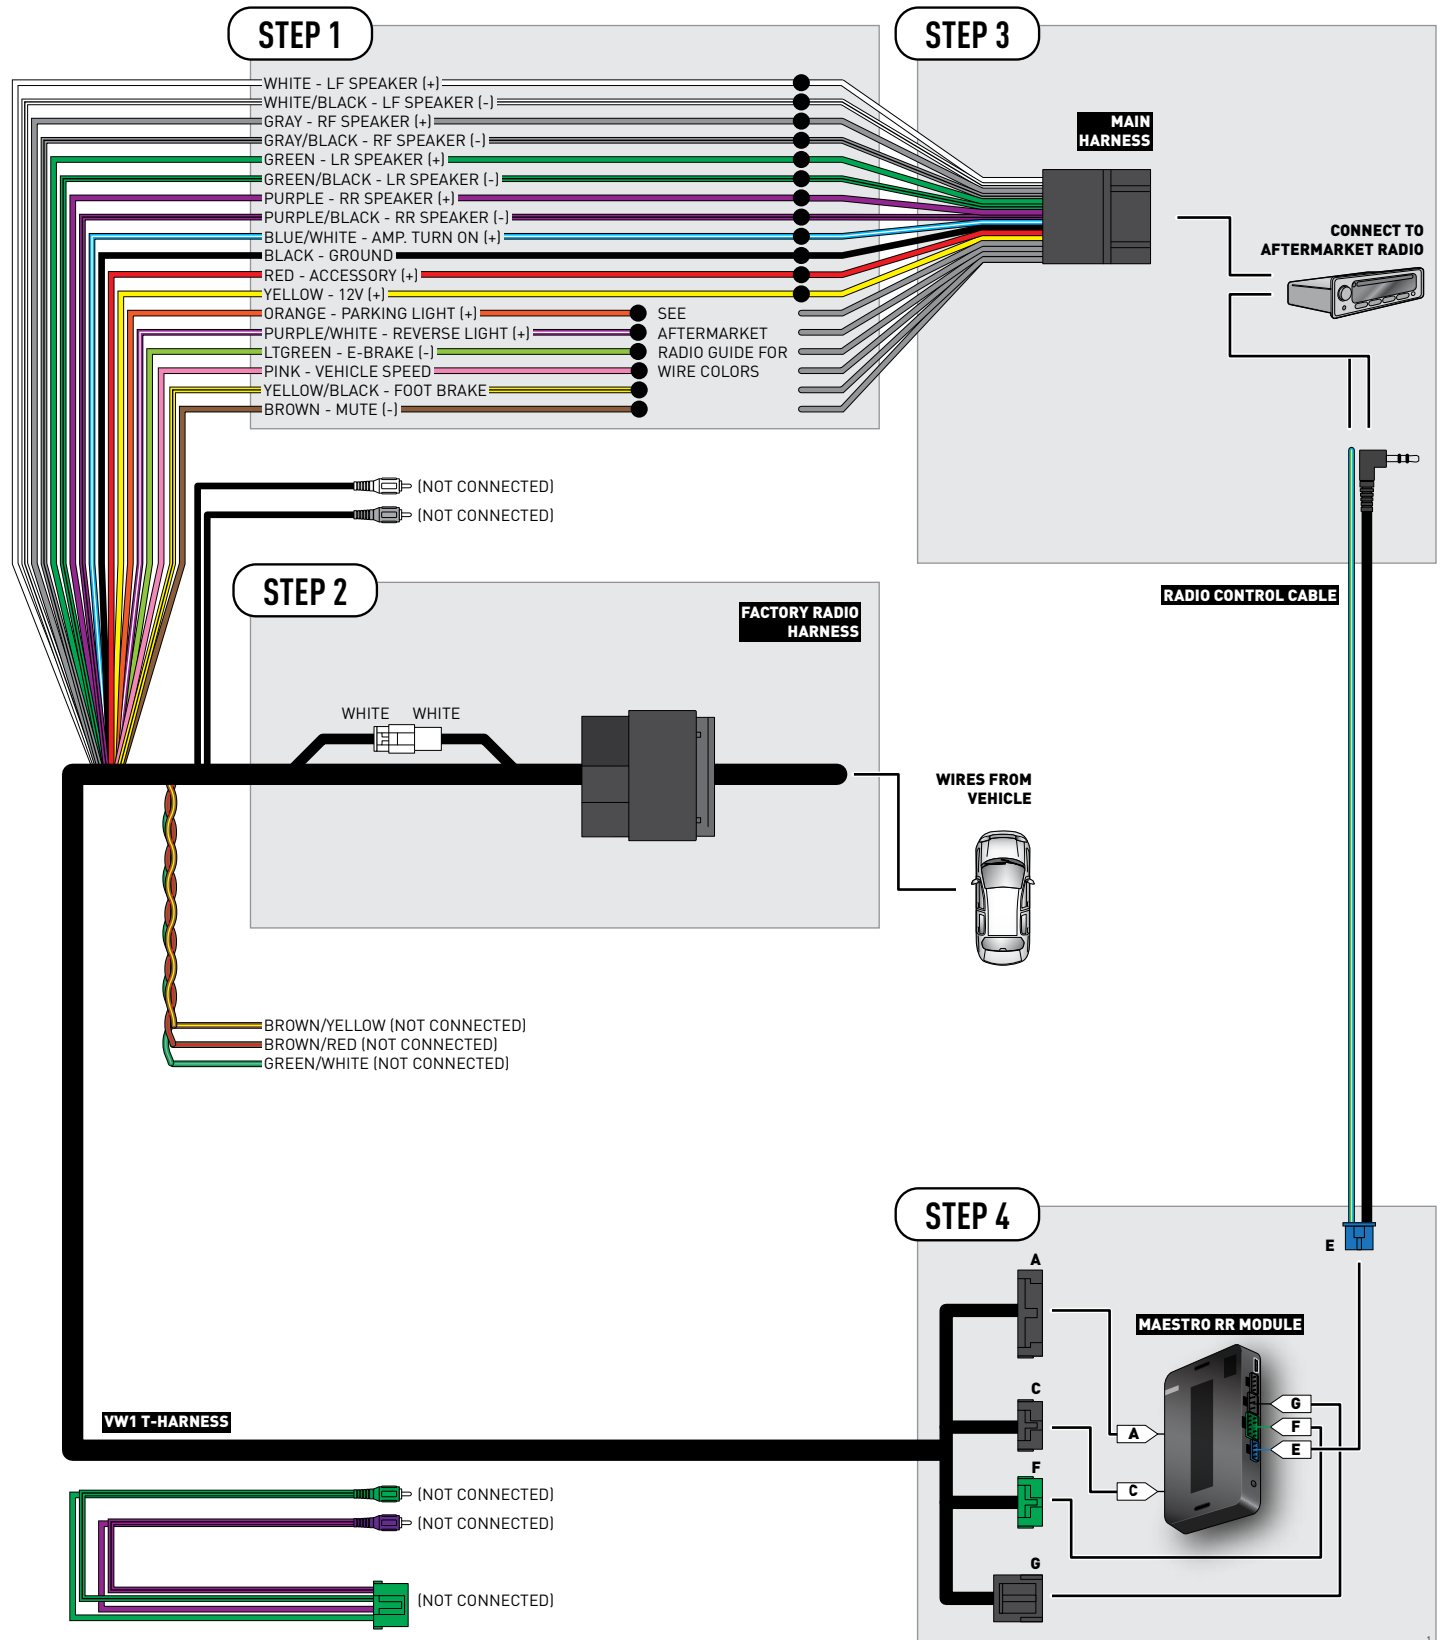 STEP 1
WHITE - LF SPEAKER (+)
WHITE/BLACK - LF SPEAKER (-)
GRAY - RF SPEAKER (+)
GRAY/BLACK - RF SPEAKER (-)
GREEN - LR SPEAKER (+)
GREEN/BLACK - LR SPEAKER (-)
PURPLE - RR SPEAKER (+)
PURPLE/BLACK - RR SPEAKER (-)
BLUE/WHITE - AMP. TURN ON (+)
BLACK - GROUND
RED - ACCESSORY (+)
YELLOW - 12V (+)
ORANGE - PARKING LIGHT (+)
PURPLE/WHITE - REVERSE LIGHT (+)
LTGREEN - E-BRAKE (-)
PINK - VEHICLE SPEED
YELLOW/BLACK - FOOT BRAKE
BROWN - MUTE (-)
SEE
AFTERMARKET
RADIO GUIDE FOR
WIRE COLORS
(NOT CONNECTED)
(NOT CONNECTED)
STEP 3
MAIN
HARNESS
CONNECT TO
AFTERMARKET RADIO
RADIO CONTROL CABLE
STEP 2
FACTORY RADIO
HARNESS
WHITE WHITE
WIRES FROM
VEHICLE
BROWN/YELLOW (NOT CONNECTED)
BROWN/RED (NOT CONNECTED)
GREEN/WHITE (NOT CONNECTED)
STEP 4
E
A
MAESTRO RR MODULE
C
G
F
A
E
F
C
G
VW1 T-HARNESS
(NOT CONNECTED)
(NOT CONNECTED)
(NOT CONNECTED)
1